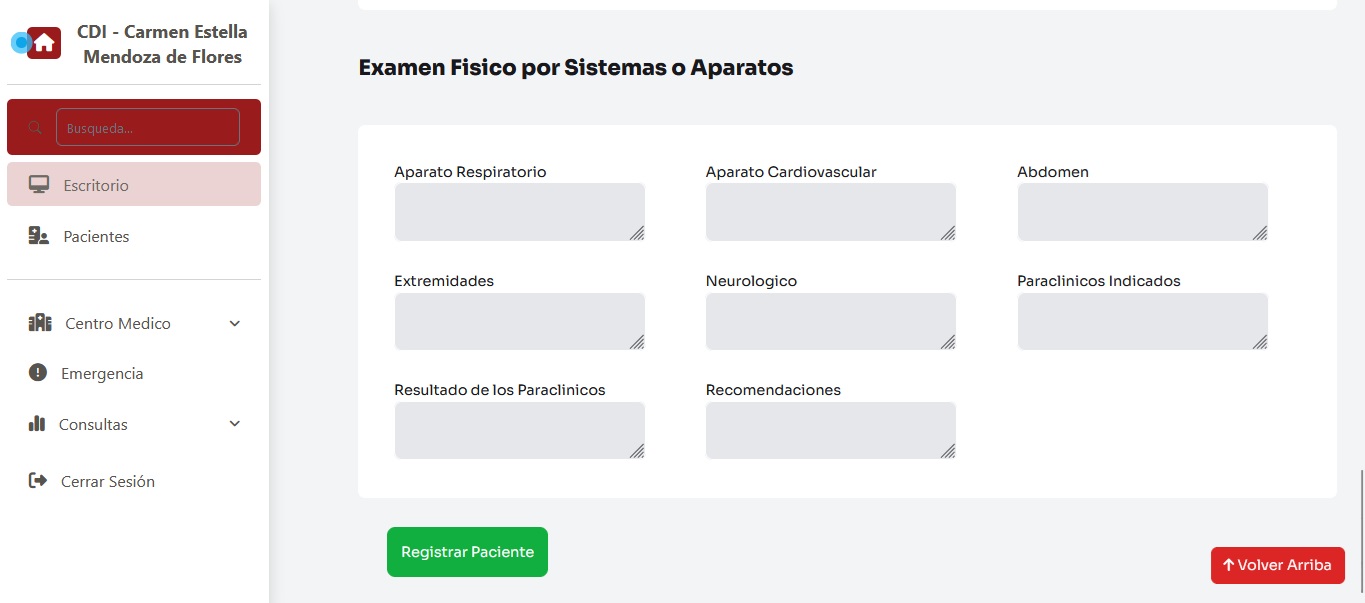 CDI - Carmen Estella
Mendoza de Flores
Busqueda...
Escritorio
Pacientes
Centro Medico
Emergencia
Consultas
Cerrar Sesión
Examen Fisico por Sistemas o Aparatos
Aparato Respiratorio
Aparato Cardiovascular
Abdomen
Extremidades
Neurologico
Paraclinicos Indicados
Resultado de los Paraclinicos
Recomendaciones
Registrar Paciente
Volver Arriba